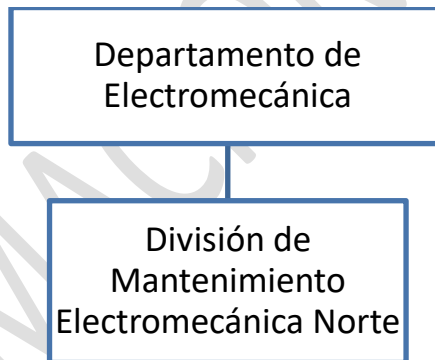 Departamento de
Electromecánica
División de
Mantenimiento
Electromecánica Norte